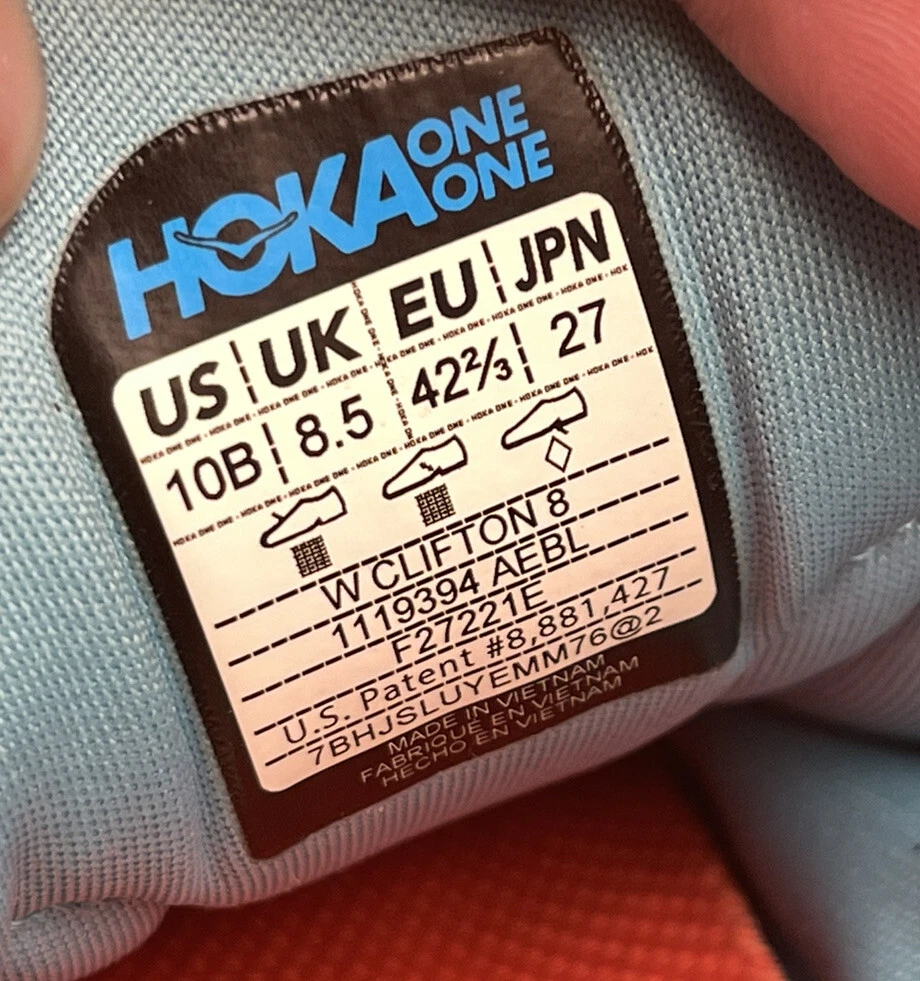 HOKA ONE ONE
US UK EU JPN
10B 8.5 42⅔ 27
W CLIFTON 8
1119394 AEBL
F27221E
U.S. Patent #8,881,427
7BHJSLUYEMM76@2
MADE IN VIETNAM
FABRIQUÉ EN VIETNAM
HECHO EN VIETNAM